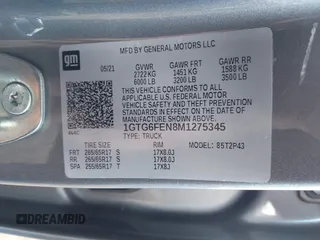 gm
MFD BY GENERAL MOTORS LLC
05/21
GVWR GAWR FRT GAWR RR
2722 KG 1451 KG 1588 KG
6000 LB 3200 LB 3500 LB
THIS VEHICLE CONFORMS TO ALL APPLICABLE
U.S. FEDERAL MOTOR VEHICLE SAFETY
STANDARDS IN EFFECT ON THE DATE OF
MANUFACTURE SHOWN ABOVE.
1GTG6FEN8M1275345
TYPE: TRUCK
MODEL: 85T2P43
TIRE SIZE RIM
FRT 265/65R17 S 17X8.0J
RR 265/65R17 S 17X8.0J
SPA 255/65R17 T 17X8J
DREAMBID